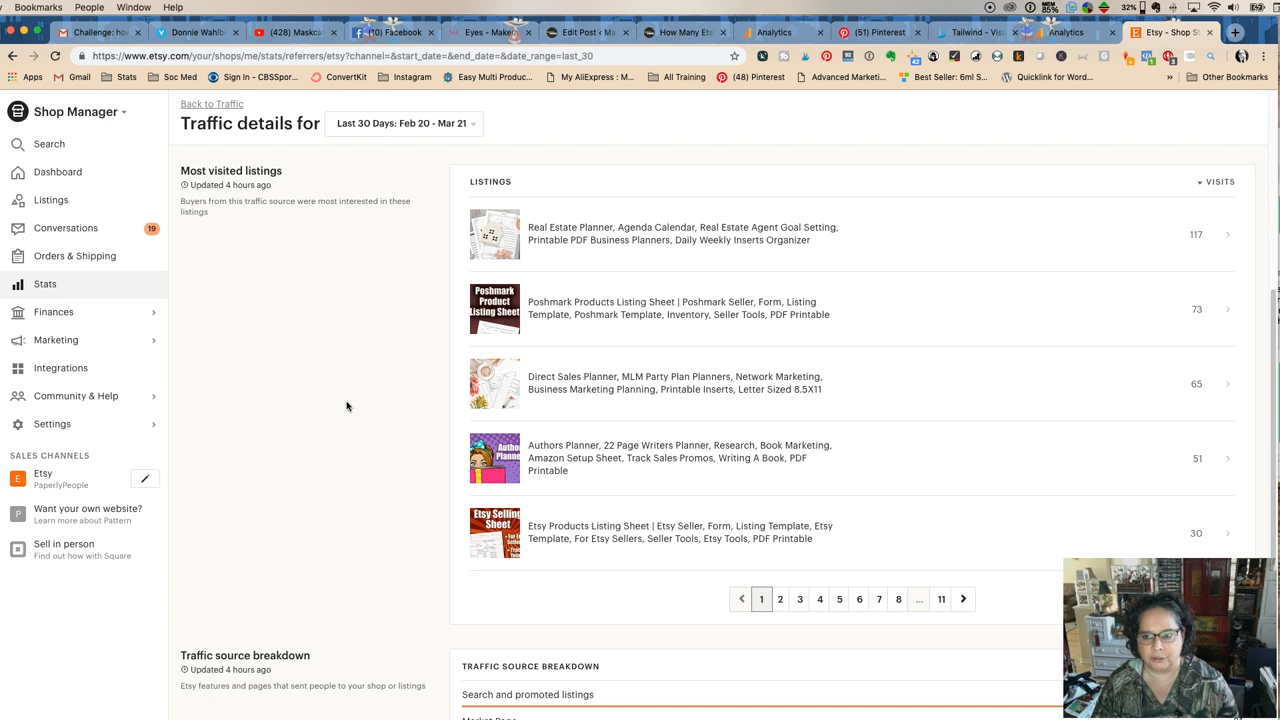 Bookmarks People Window Help
MEM 85% 32%
Challenge: ho
Donnie Wahlb
(428) Maskca
(10) Facebook
Eyes - Make
Edit Post ‹ M
How Many Ets
Analytics
(51) Pinterest
Tailwind - Vis
Analytics
Etsy - Shop St
https://www.etsy.com/your/shops/me/stats/referrers/etsy?channel=&start_date=&end_date=&date_range=last_30
Apps Gmail Stats Soc Med Sign In - CBSSpor... ConvertKit Instagram Easy Multi Produc... My AliExpress : M... All Training (48) Pinterest Advanced Marketi... Best Seller: 6ml S... Quicklink for Word... » Other Bookmarks
Shop Manager
Search
Dashboard
Listings
Conversations 19
Orders & Shipping
Stats
Finances
Marketing
Integrations
Community & Help
Settings
SALES CHANNELS
E Etsy
PaperlyPeople
P Want your own website?
Learn more about Pattern
Sell in person
Find out how with Square
Back to Traffic
Traffic details for Last 30 Days: Feb 20 - Mar 21
Most visited listings
Updated 4 hours ago
Buyers from this traffic source were most interested in these
listings
LISTINGS VISITS
Real Estate Planner, Agenda Calendar, Real Estate Agent Goal Setting,
Printable PDF Business Planners, Daily Weekly Inserts Organizer
117
Poshmark
Product
Listing Sheet
Poshmark Products Listing Sheet | Poshmark Seller, Form, Listing
Template, Poshmark Template, Inventory, Seller Tools, PDF Printable
73
Direct Sales Planner, MLM Party Plan Planners, Network Marketing,
Business Marketing Planning, Printable Inserts, Letter Sized 8.5X11
65
Autho
Planne
Authors Planner, 22 Page Writers Planner, Research, Book Marketing,
Amazon Setup Sheet, Track Sales Promos, Writing A Book, PDF
Printable
51
Etsy Selling
Sheet
Etsy Products Listing Sheet | Etsy Seller, Form, Listing Template, Etsy
Template, For Etsy Sellers, Seller Tools, Etsy Tools, PDF Printable
30
1 2 3 4 5 6 7 8 ... 11
Traffic source breakdown
Updated 4 hours ago
Etsy features and pages that sent people to your shop or listings
TRAFFIC SOURCE BREAKDOWN
Search and promoted listings